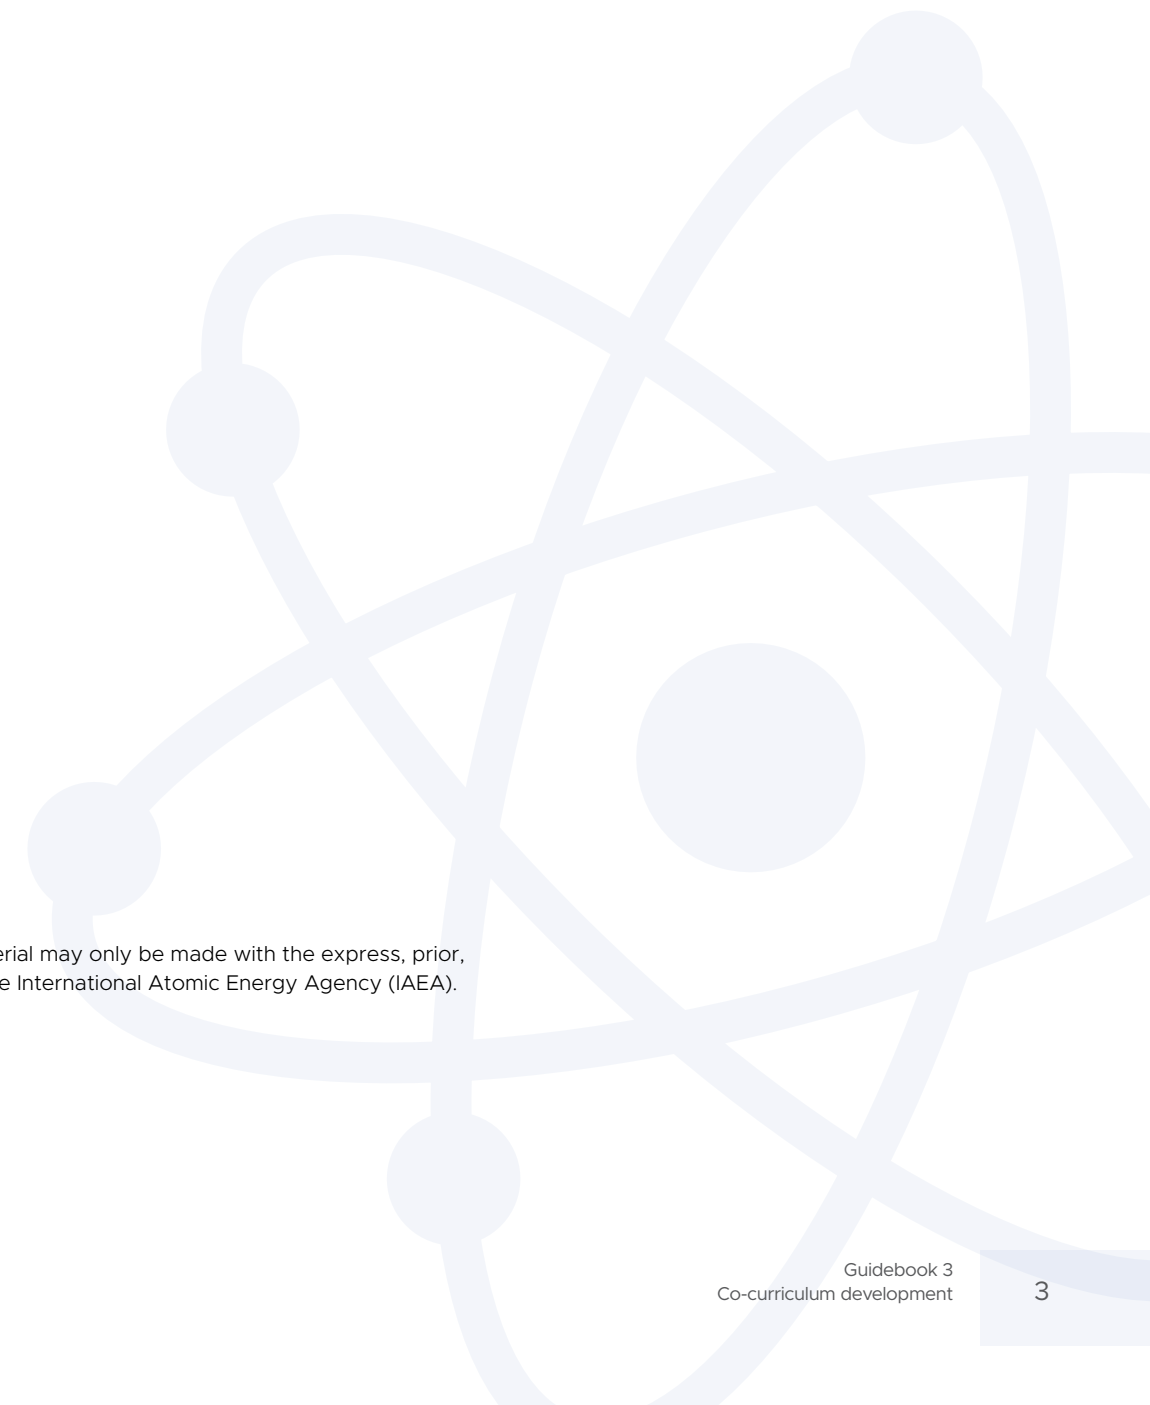 may only be made with the express, prior,
International Atomic Energy Agency (IAEA).
Guidebook 3
Co-curriculum development
3